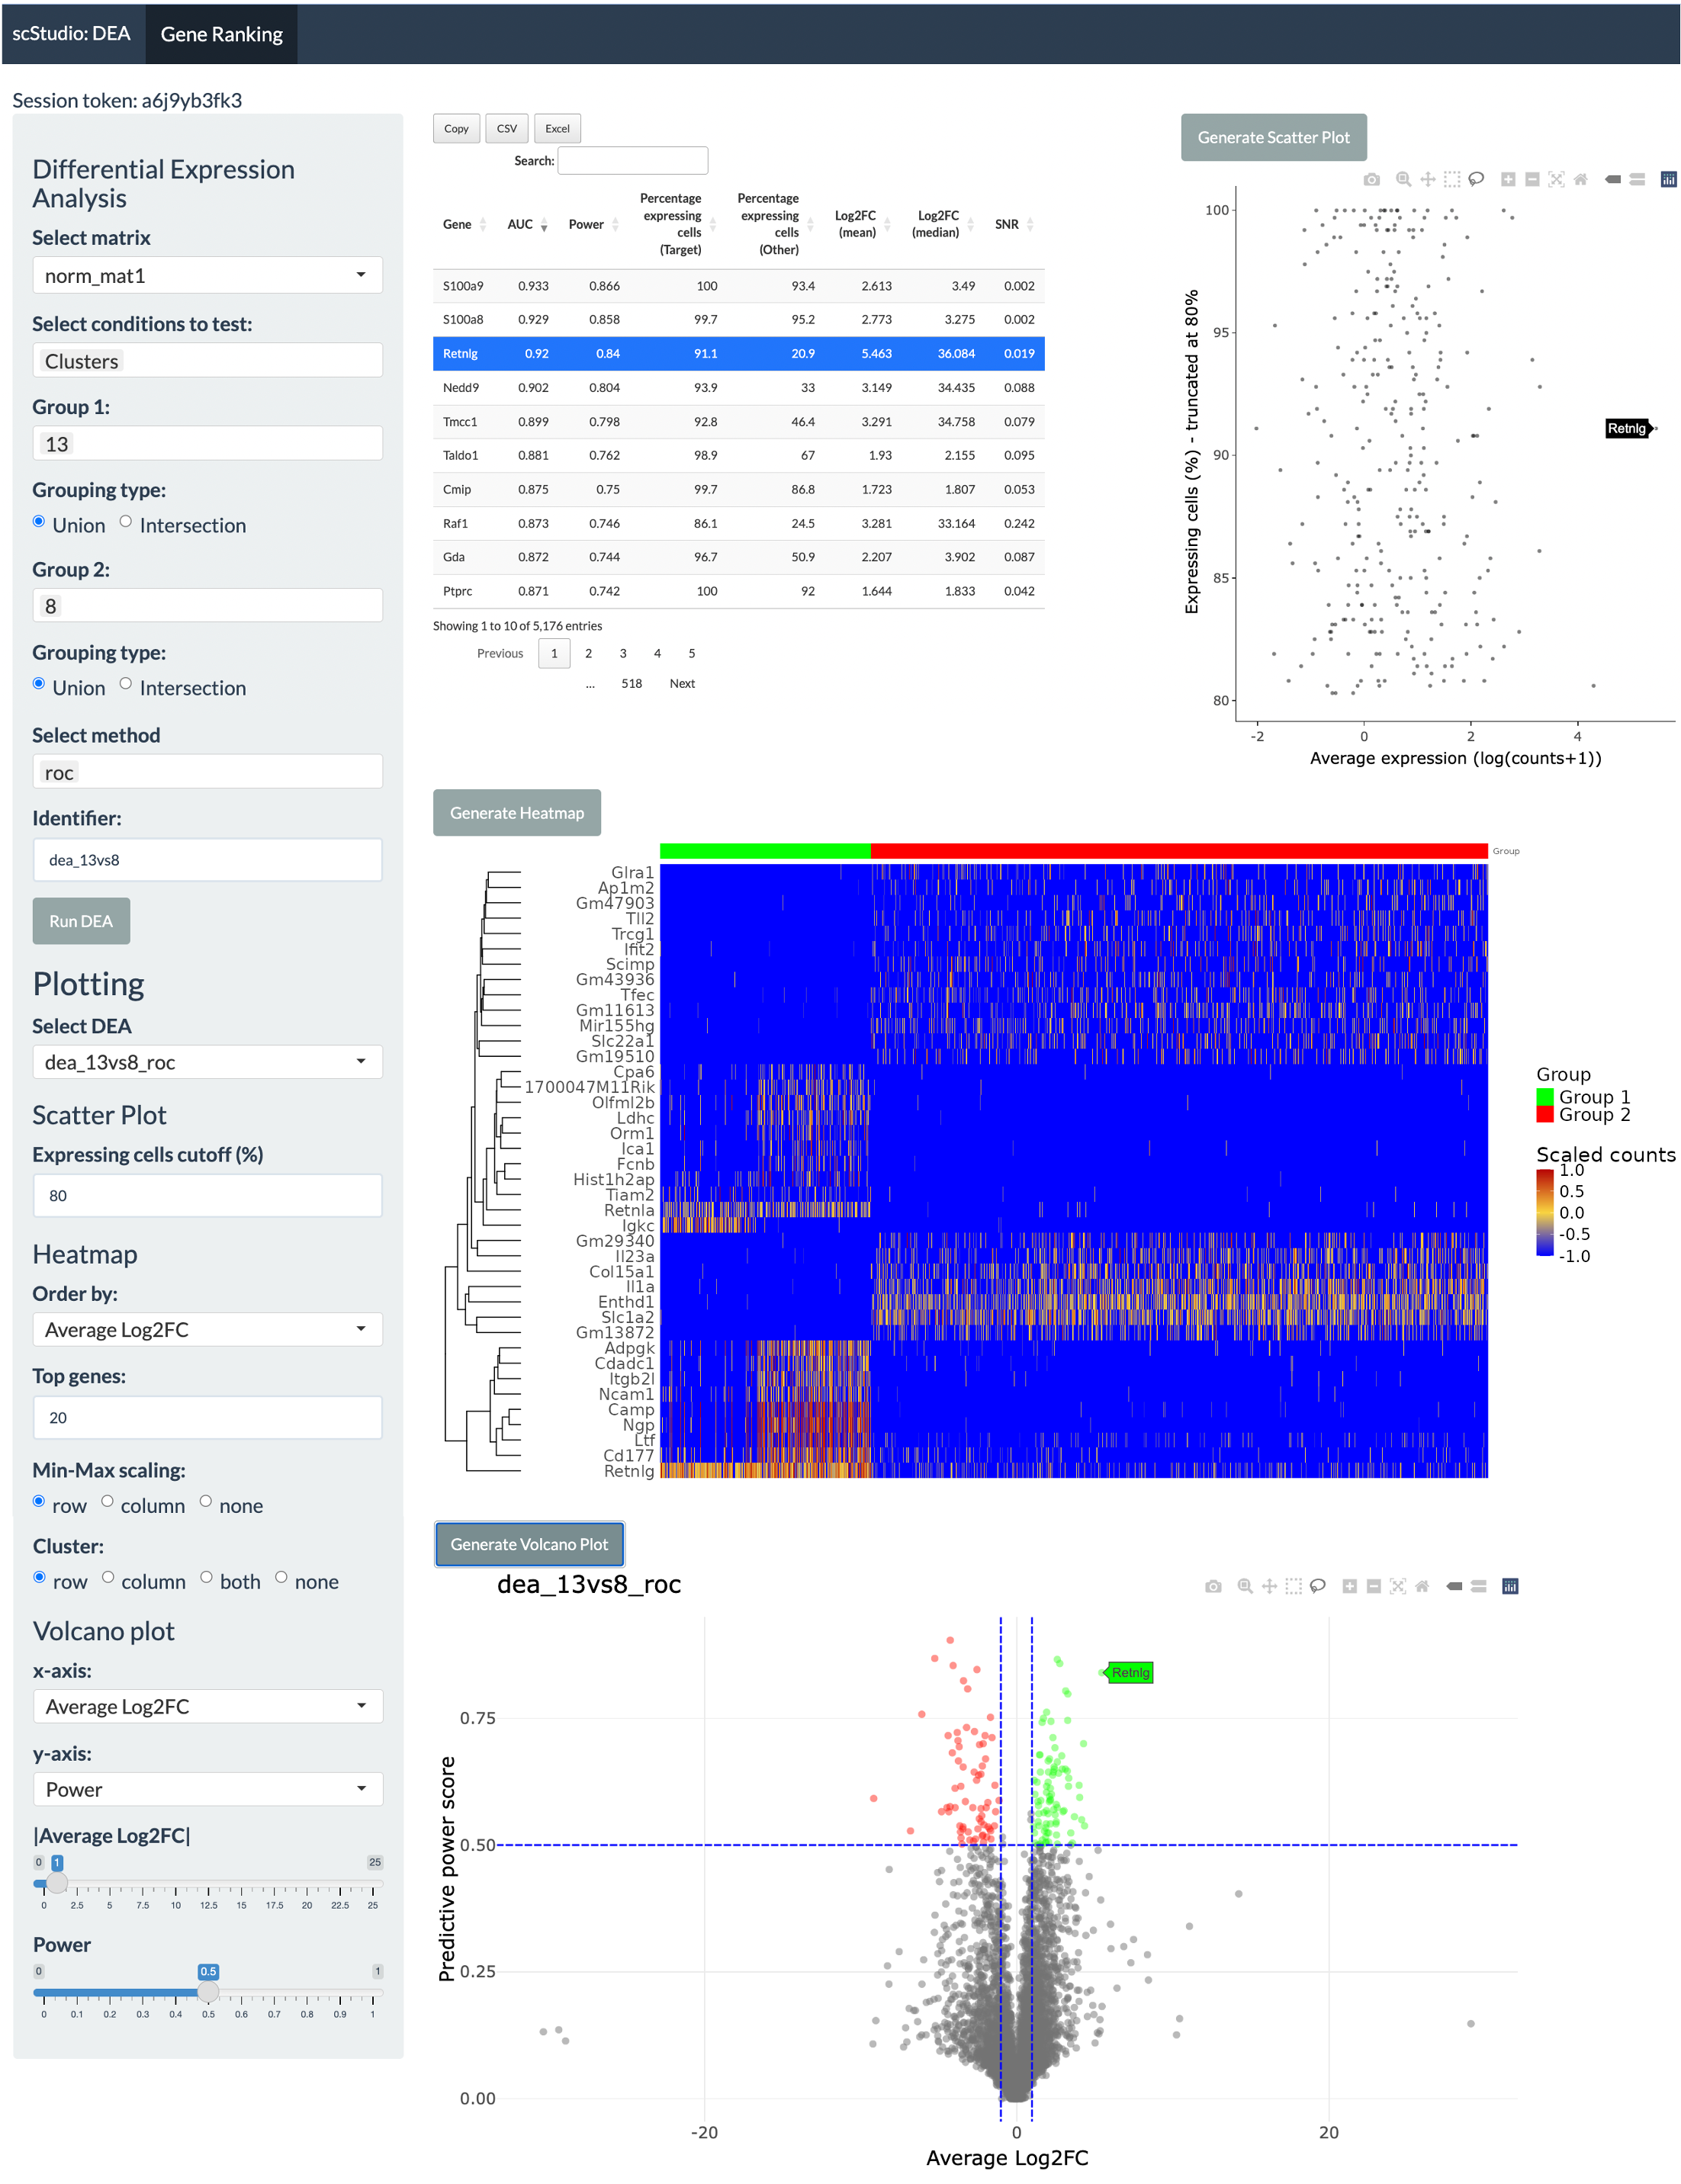 scStudio: DEA Gene Ranking
Session token: a6j9yb3fk3
Differential Expression
Analysis
Select matrix
norm_mat1
Select conditions to test:
Clusters
Group 1:
13
Grouping type:
Union Intersection
Group 2:
8
Grouping type:
Union Intersection
Select method
roc
Identifier:
dea_13vs8
Run DEA
Plotting
Select DEA
dea_13vs8_roc
Scatter Plot
Expressing cells cutoff (%)
80
Heatmap
Order by:
Average Log2FC
Top genes:
20
Min-Max scaling:
row column none
Cluster:
row column both none
Volcano plot
x-axis:
Average Log2FC
y-axis:
Power
|Average Log2FC|
0 1 25
0 2.5 5 7.5 10 12.5 15 17.5 20 22.5 25
Power
0 0.5 1
0 0.1 0.2 0.3 0.4 0.5 0.6 0.7 0.8 0.9 1
Copy CSV Excel
Search:
Gene AUC Power Percentage expressing cells (Target) Percentage expressing cells (Other) Log2FC (mean) Log2FC (median) SNR
S100a9 0.933 0.866 100 93.4 2.613 3.49 0.002
S100a8 0.929 0.858 99.7 95.2 2.773 3.275 0.002
Retnlg 0.92 0.84 91.1 20.9 5.463 36.084 0.019
Nedd9 0.902 0.804 93.9 33 3.149 34.435 0.088
Tmcc1 0.899 0.798 92.8 46.4 3.291 34.758 0.079
Taldo1 0.881 0.762 98.9 67 1.93 2.155 0.095
Cmip 0.875 0.75 99.7 86.8 1.723 1.807 0.053
Raf1 0.873 0.746 86.1 24.5 3.281 33.164 0.242
Gda 0.872 0.744 96.7 50.9 2.207 3.902 0.087
Ptprc 0.871 0.742 100 92 1.644 1.833 0.042
Showing 1 to 10 of 5,176 entries
Previous 1 2 3 4 5
... 518 Next
Generate Scatter Plot
Expressing cells (%) - truncated at 80%
100
95
90
85
80
Retnlg
-2 0 2 4
Average expression (log(counts+1))
Generate Heatmap
Group
Glra1
Ap1m2
Gm47903
Tll2
Trcg1
Ifit2
Scimp
Gm43936
Tfec
Gm11613
Mir155hg
Slc22a1
Gm19510
Cpa6
1700047M11Rik
Olfml2b
Ldhc
Orm1
Ica1
Fcnb
Hist1h2ap
Tiam2
Retnla
Igkc
Gm29340
Il23a
Col15a1
Il1a
Enthd1
Slc1a2
Gm13872
Adpgk
Cdadc1
Itgb2l
Ncam1
Camp
Ngp
Ltf
Cd177
Retnlg
Group
Group 1
Group 2
Scaled counts
1.0
0.5
0.0
-0.5
-1.0
Generate Volcano Plot
dea_13vs8_roc
Retnlg
Predictive power score
0.75
0.50
0.25
0.00
-20 0 20
Average Log2FC